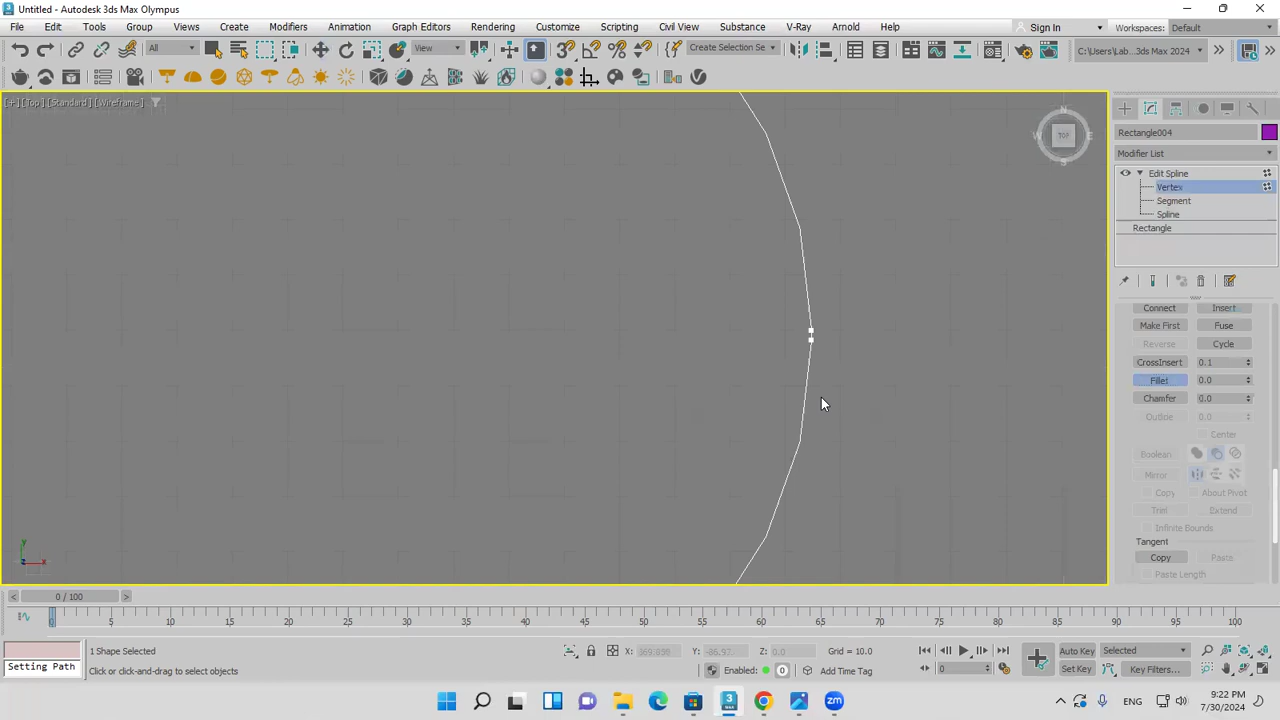 Untitled - Autodesk 3ds Max Olympus
File Edit Tools Group Views Create Modifiers Animation Graph Editors Rendering Customize Scripting Civil View Substance V-Ray Arnold Help Sign In Workspaces: Default
All View Create Selection Se C:\Users\Lab...3ds Max 2024
[+] [Top] [Standard] [Wireframe]
N
W TOP E
S
Rectangle004
Modifier List
Edit Spline
Vertex
Segment
Spline
Rectangle
Connect Insert
Make First Fuse
Reverse Cycle
CrossInsert 0.1
Fillet 0.0
Chamfer 0.0
Outline 0.0
Center
Boolean
Mirror
Copy About Pivot
Trim Extend
Infinite Bounds
Tangent
Copy Paste
Paste Length
y
z x
< 0 / 100 >
0 5 10 15 20 25 30 35 40 45 50 55 60 65 70 75 80 85 90 95 100
1 Shape Selected X: Y: -86.97 Z: 0.0 Grid = 10.0 Auto Key Selected
Setting Path Click or click-and-drag to select objects Enabled: Add Time Tag 0 Set Key Key Filters...
zm ENG 9:22 PM
7/30/2024